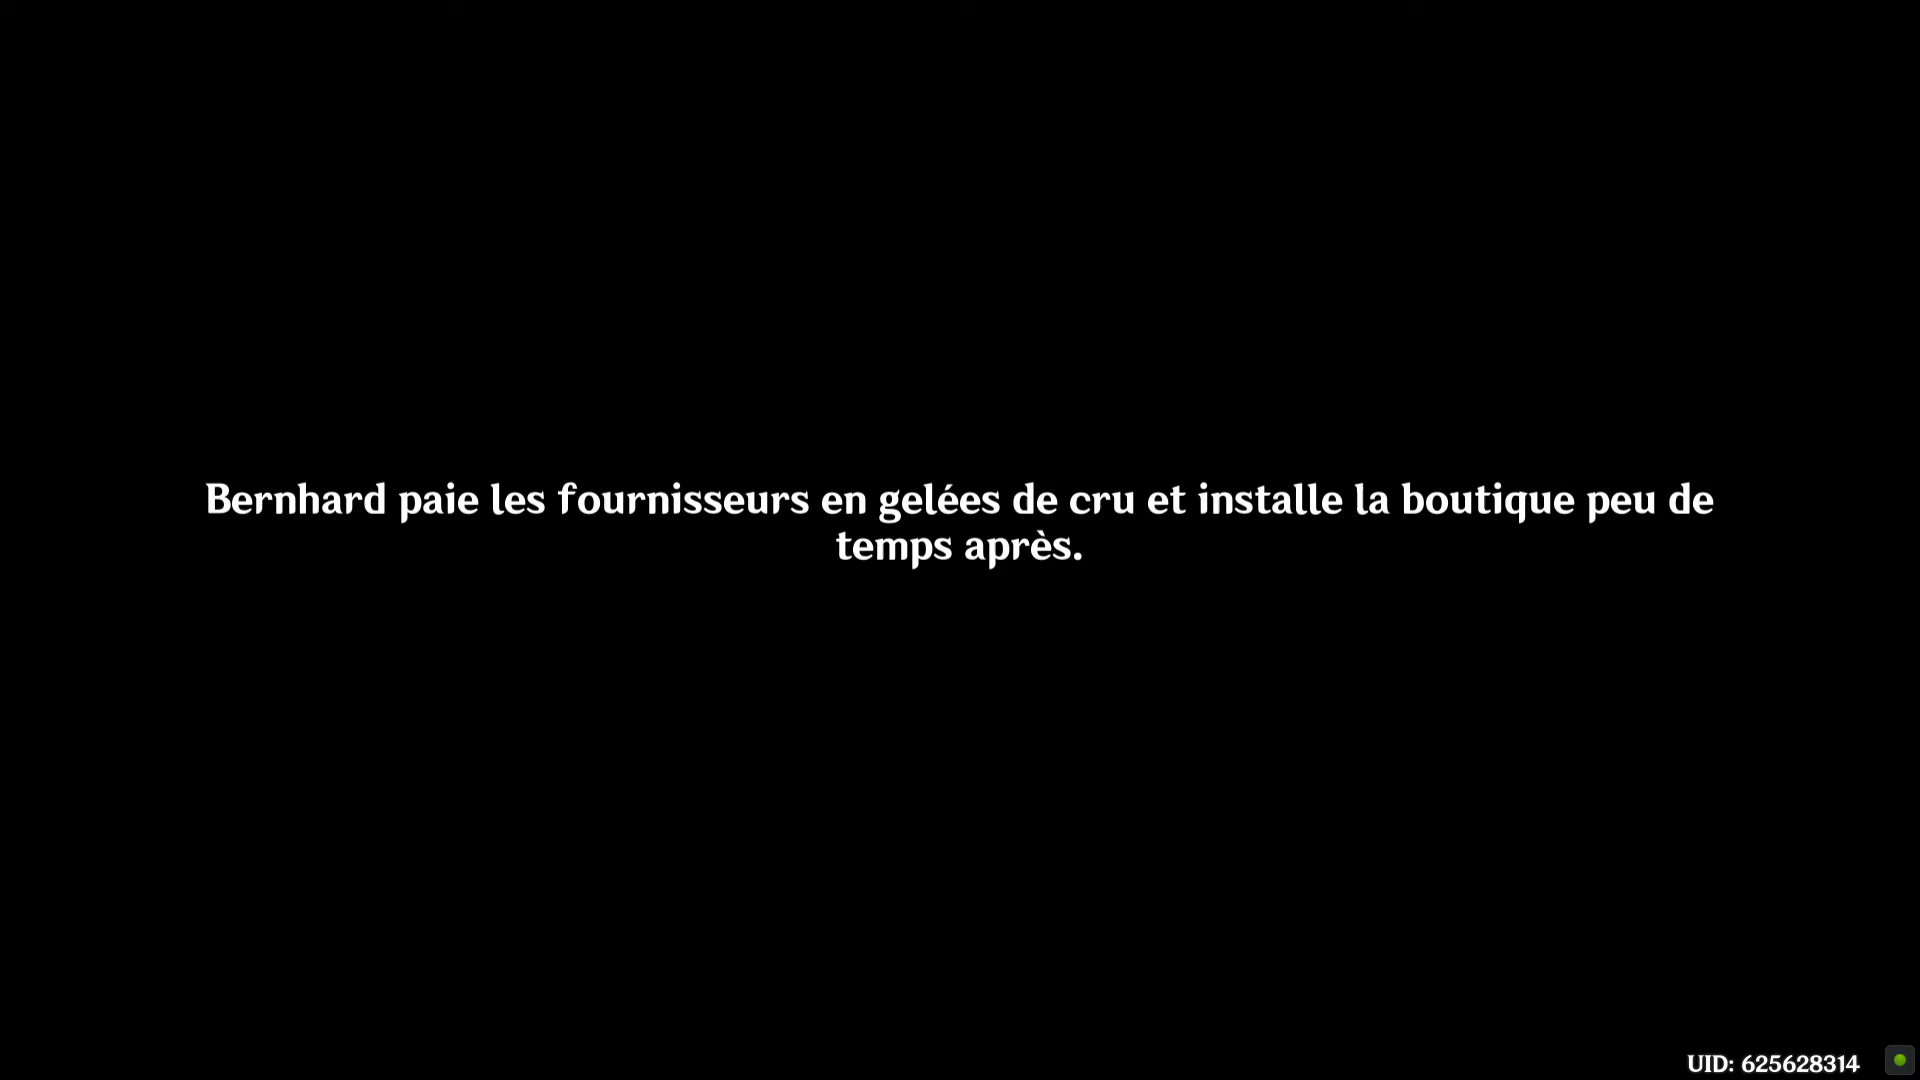 Bernhard paie les fournisseurs en gelées de cru et installe la boutique peu de
temps après.
UID: 625628314